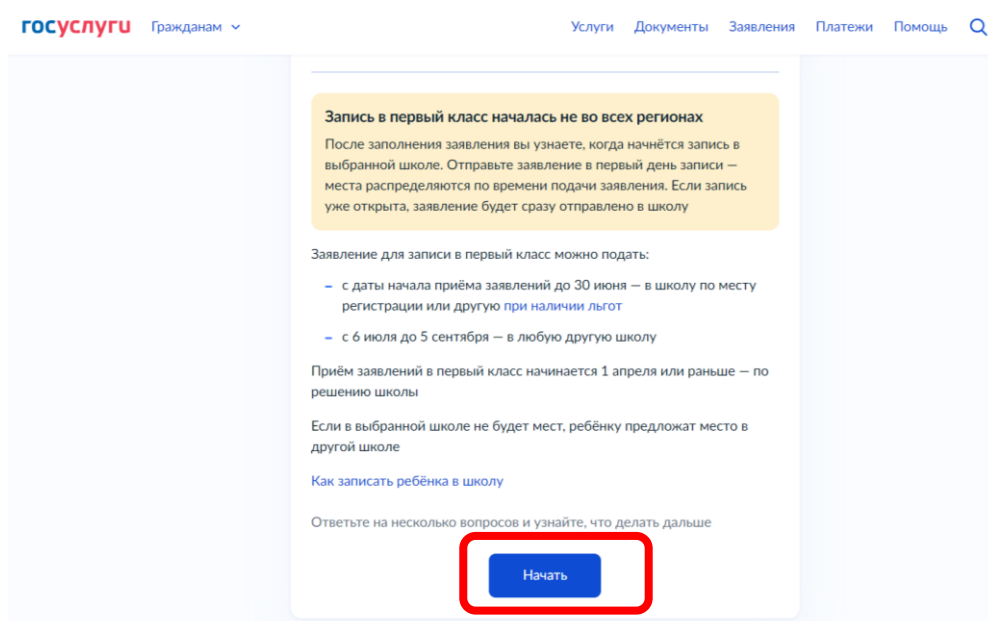 госуслуги Гражданам Услуги Документы Заявления Платежи Помощь
Запись в первый класс началась не во всех регионах
После заполнения заявления вы узнаете, когда начнётся запись в
выбранной школе. Отправьте заявление в первый день записи —
места распределяются по времени подачи заявления. Если запись
уже открыта, заявление будет сразу отправлено в школу
Заявление для записи в первый класс можно подать:
– с даты начала приёма заявлений до 30 июня — в школу по месту
регистрации или другую при наличии льгот
– с 6 июля до 5 сентября — в любую другую школу
Приём заявлений в первый класс начинается 1 апреля или раньше — по
решению школы
Если в выбранной школе не будет мест, ребёнку предложат место в
другой школе
Как записать ребёнка в школу
Ответьте на несколько вопросов и узнайте, что делать дальше
Начать